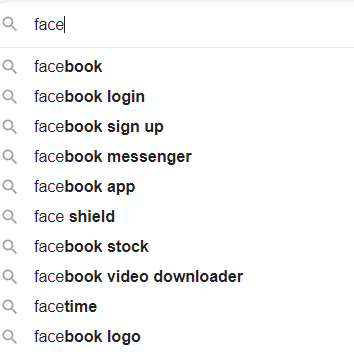 face
facebook
facebook login
facebook sign up
facebook messenger
facebook app
face shield
facebook stock
facebook video downloader
facetime
facebook logo